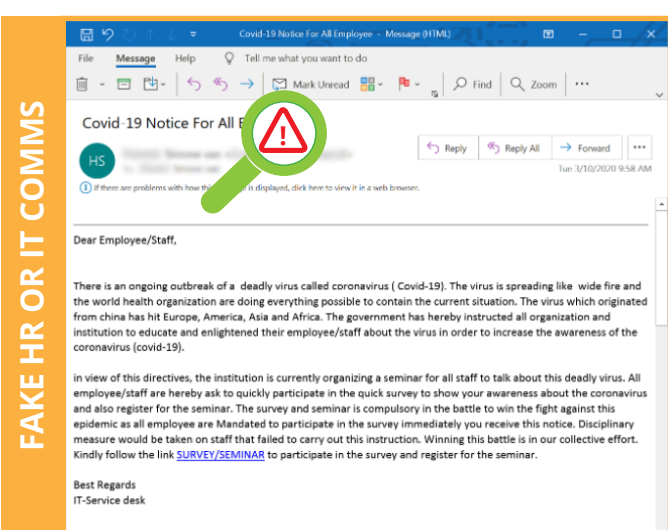 FAKE HR OR IT COMMS
Covid-19 Notice For All Employee - Message (HTML)
File Message Help Tell me what you want to do
Mark Unread Find Zoom ...
Covid-19 Notice For All E
HS
Reply Reply All Forward ...
Tue 3/10/2020 9:58 AM
If there are problems with how this is displayed, click here to view it in a web browser.
Dear Employee/Staff,
There is an ongoing outbreak of a deadly virus called coronavirus ( Covid-19). The virus is spreading like wide fire and
the world health organization are doing everything possible to contain the current situation. The virus which originated
from china has hit Europe, America, Asia and Africa. The government has hereby instructed all organization and
institution to educate and enlightened their employee/staff about the virus in order to increase the awareness of the
coronavirus (covid-19).
in view of this directives, the institution is currently organizing a seminar for all staff to talk about this deadly virus. All
employee/staff are hereby ask to quickly participate in the quick survey to show your awareness about the coronavirus
and also register for the seminar. The survey and seminar is compulsory in the battle to win the fight against this
epidemic as all employee are Mandated to participate in the survey immediately you receive this notice. Disciplinary
measure would be taken on staff that failed to carry out this instruction. Winning this battle is in our collective effort.
Kindly follow the link SURVEY/SEMINAR to participate in the survey and register for the seminar.
Best Regards
IT-Service desk